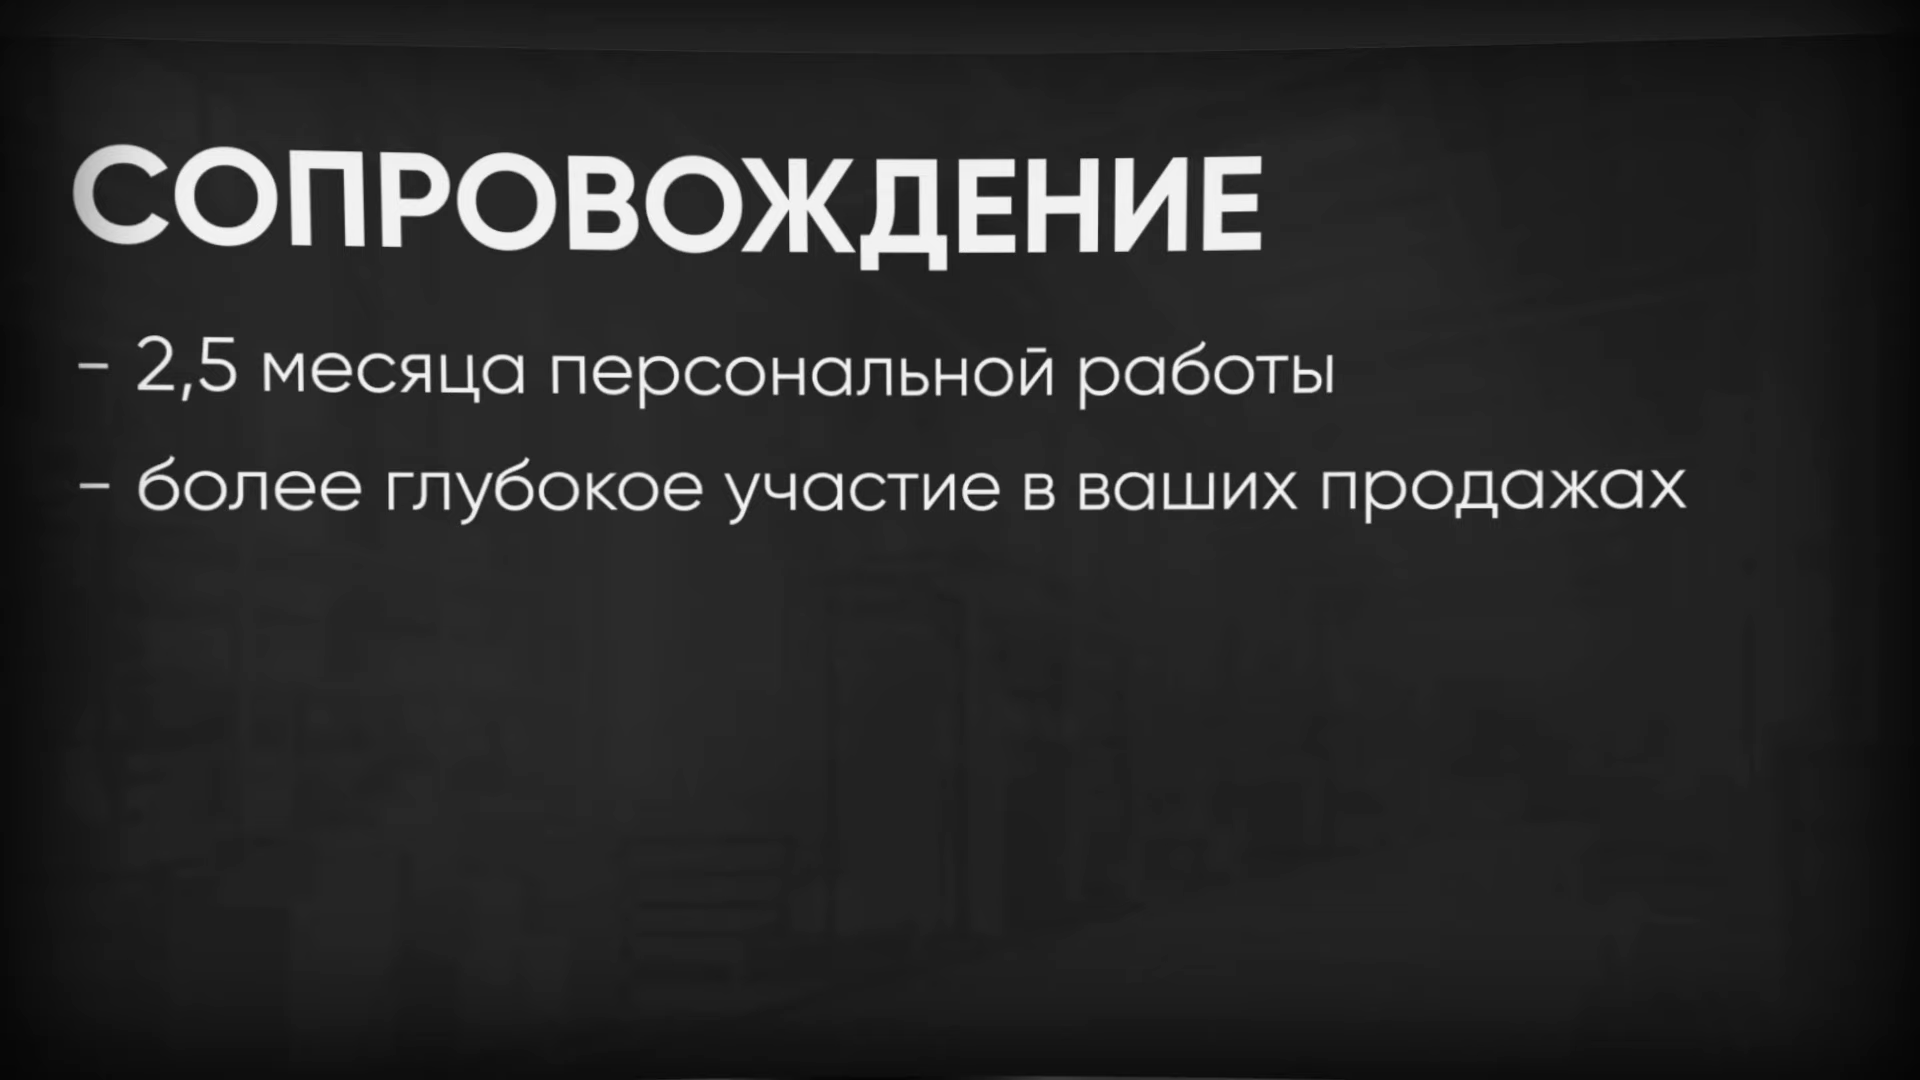 СОПРОВОЖДЕНИЕ
- 2,5 месяца персональной работы
- более глубокое участие в ваших продажах